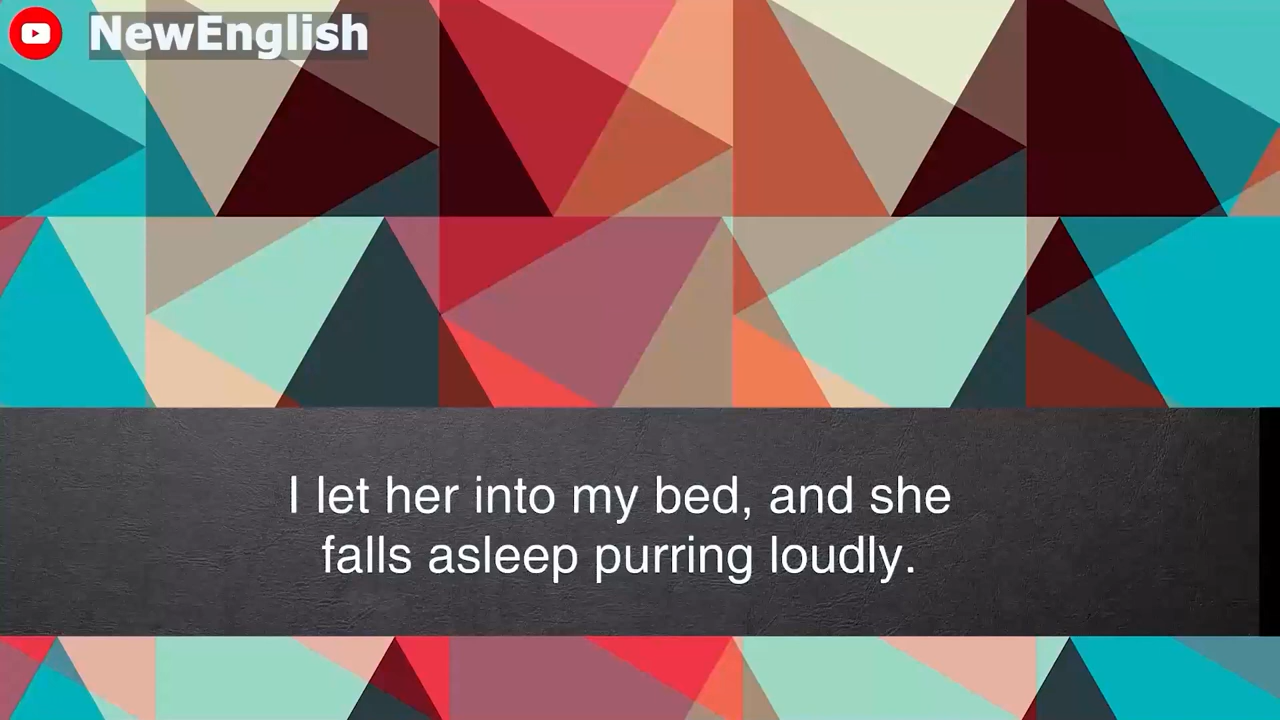 NewEnglish
I let her into my bed, and she
falls asleep purring loudly.